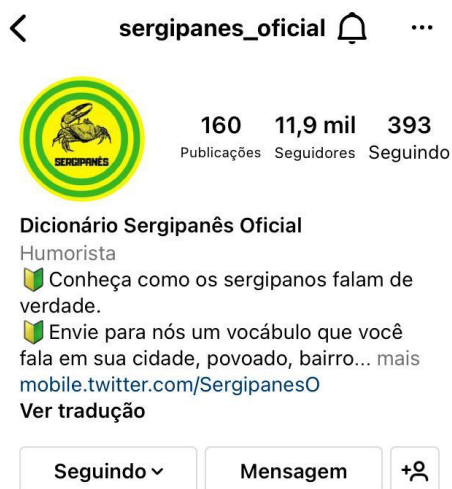 sergipanes_oficial
SERGIPANÊS
160 11,9 mil 393
Publicações Seguidores Seguindo
Dicionário Sergipanês Oficial
Humorista
🔰Conheça como os sergipanos falam de
verdade.
🔰Envie para nós um vocábulo que você
fala em sua cidade, povoado, bairro... mais
mobile.twitter.com/SergipanesO
Ver tradução
Seguindo Mensagem